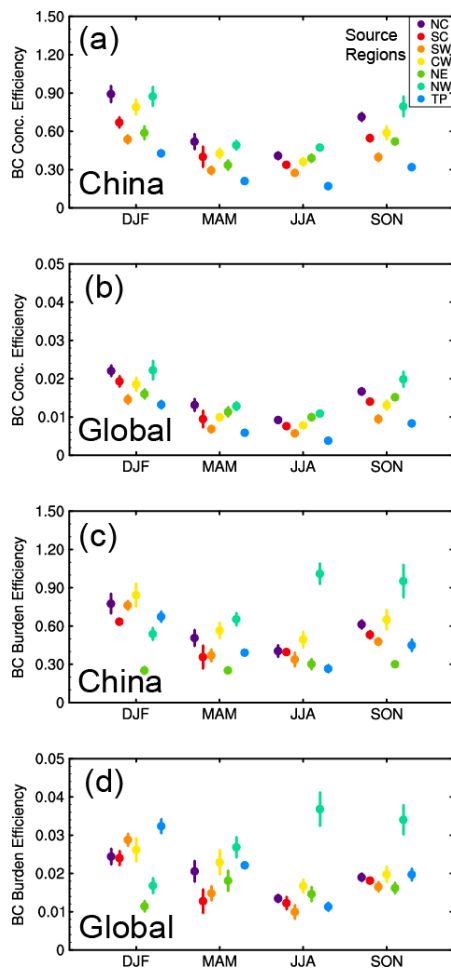 (a)
Source
Regions
NC
SC
SW
CW
NE
NW
TP
BC Conc. Efficiency
1.50
1.20
0.90
0.60
0.30
0
China
DJF MAM JJA SON
(b)
BC Conc. Efficiency
0.05
0.04
0.03
0.02
0.01
0
Global
DJF MAM JJA SON
(c)
BC Burden Efficiency
1.50
1.20
0.90
0.60
0.30
0
China
DJF MAM JJA SON
(d)
BC Burden Efficiency
0.05
0.04
0.03
0.02
0.01
0
Global
DJF MAM JJA SON